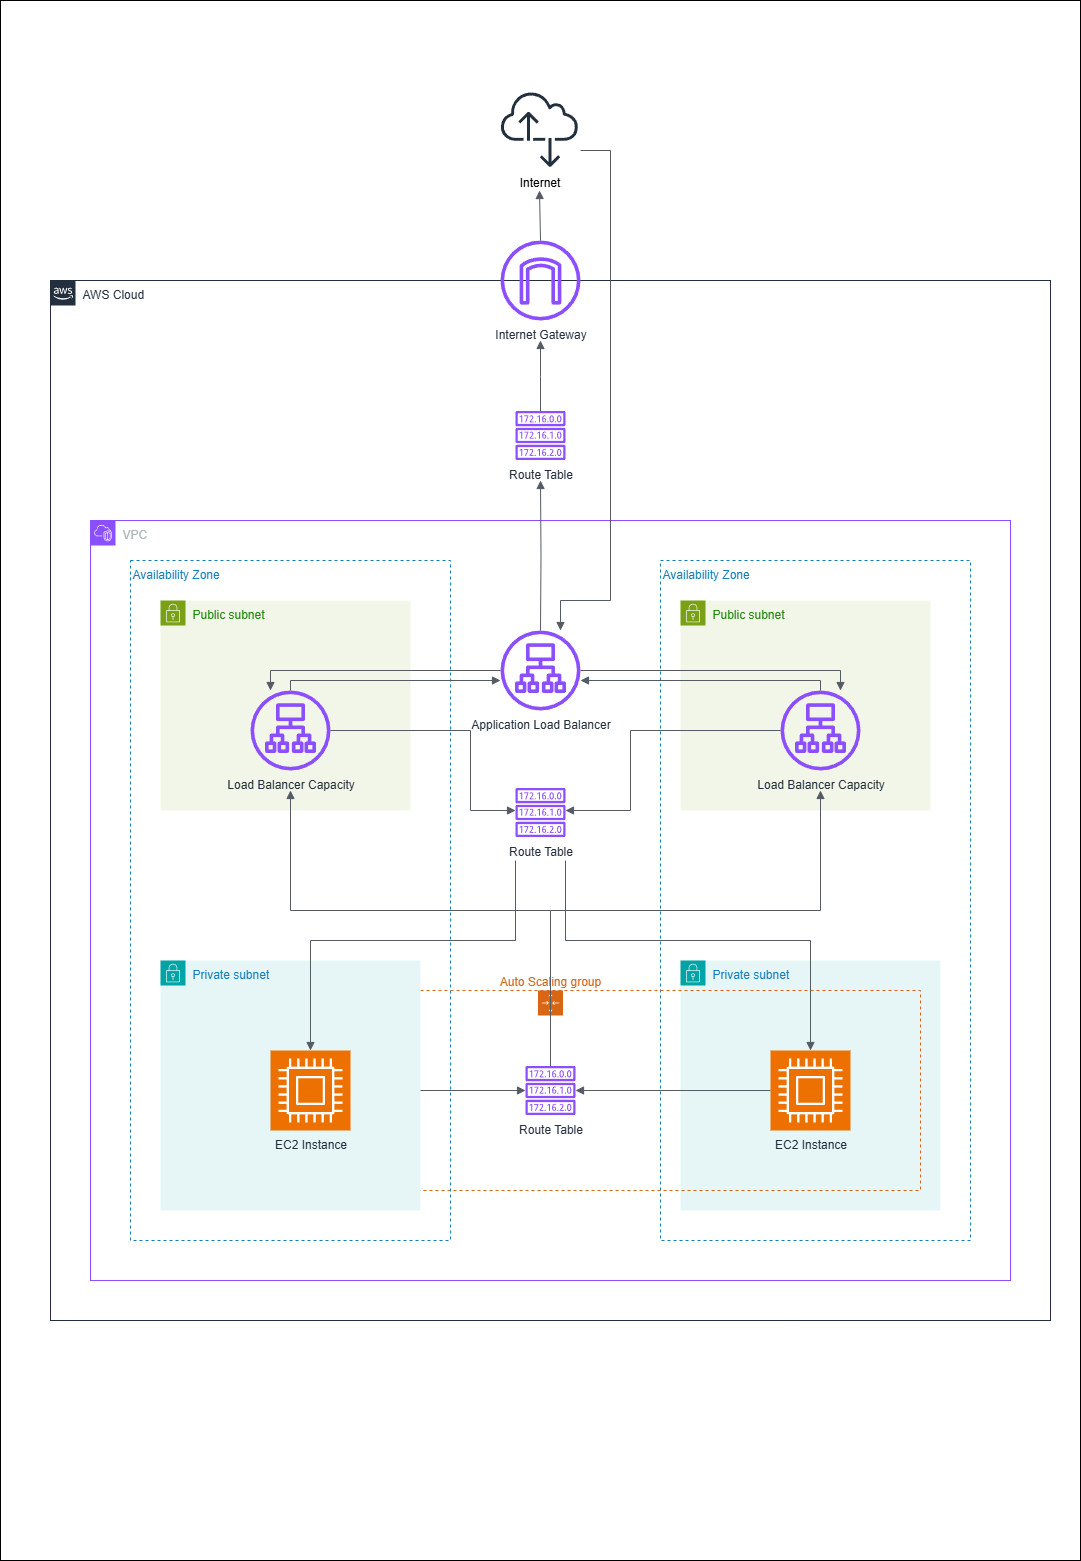 Internet
aws
AWS Cloud
Internet Gateway
172.16.0.0
172.16.1.0
172.16.2.0
Route Table
VPC
Availability Zone
Availability Zone
Public subnet
Public subnet
Application Load Balancer
Load Balancer Capacity
Load Balancer Capacity
172.16.0.0
172.16.1.0
172.16.2.0
Route Table
Private subnet
Auto Scaling group
Private subnet
172.16.0.0
172.16.1.0
172.16.2.0
Route Table
EC2 Instance
EC2 Instance